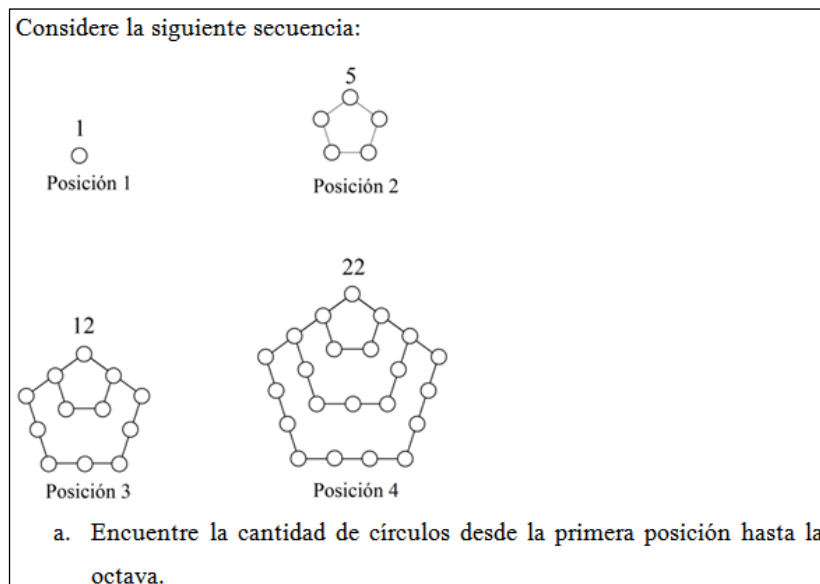 Considere la siguiente secuencia:
1
Posición 1
5
Posición 2
12
Posición 3
22
Posición 4
a. Encuentre la cantidad de círculos desde la primera posición hasta la
octava.